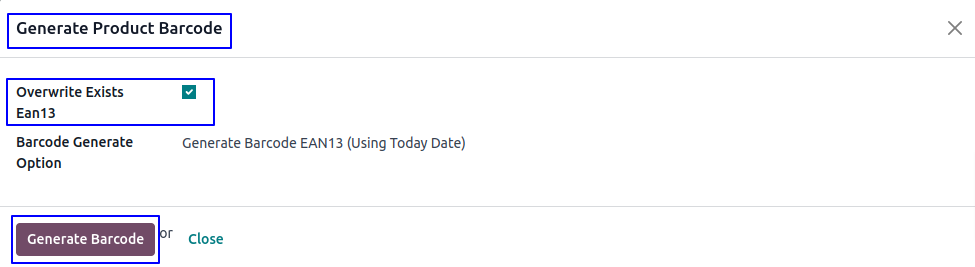 Generate Product Barcode
Overwrite Exists
Ean13
Barcode Generate
Option
Generate Barcode EAN13 (Using Today Date)
Generate Barcode or Close